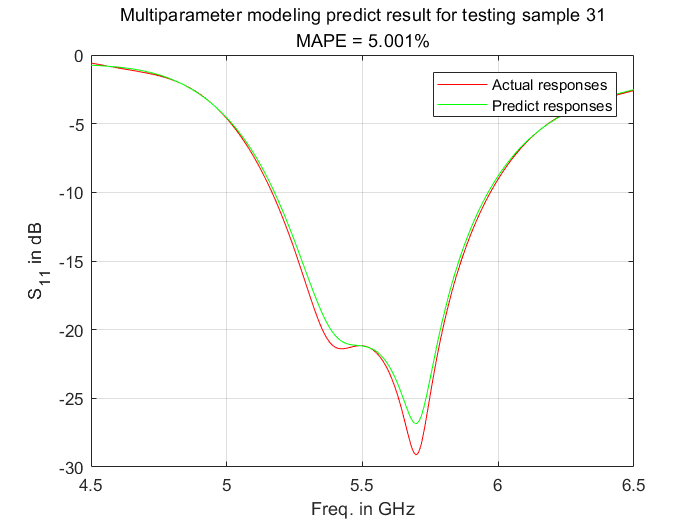 Multiparameter modeling predict result for testing sample 31
MAPE = 5.001%
Actual responses
Predict responses
0
-5
-10
-15
-20
-25
-30
S11 in dB
4.5 5 5.5 6 6.5
Freq. in GHz